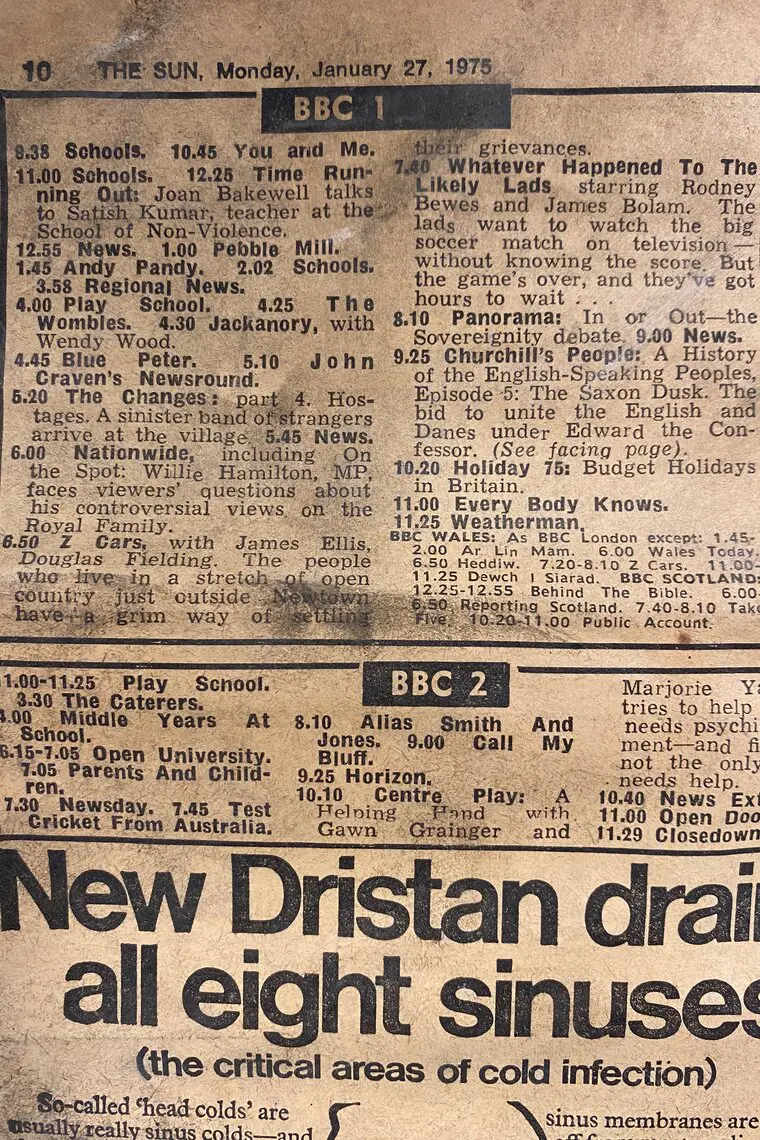 10 THE SUN, Monday, January 27, 1975
BBC 1
9.38 Schools. 10.45 You and Me.
11.00 Schools. 12.25 Time Run-
ning Out: Joan Bakewell talks
to Satish Kumar, teacher at the
School of Non-Violence.
12.55 News. 1.00 Pebble Mill.
1.45 Andy Pandy. 2.02 Schools.
3.58 Regional News.
4.00 Play School. 4.25 The
Wombles. 4.30 Jackanory, with
Wendy Wood.
4.45 Blue Peter. 5.10 John
Craven's Newsround.
5.20 The Changes: part 4. Hos-
tages. A sinister band of strangers
arrive at the village. 5.45 News.
6.00 Nationwide, including On
the Spot: Willie Hamilton, MP,
faces viewers' questions about
his controversial views on the
Royal Family.
6.50 Z Cars, with James Ellis,
Douglas Fielding. The people
who live in a stretch of open
country just outside Newtown
have a grim way of settling
their grievances.
7.40 Whatever Happened To The
Likely Lads starring Rodney
Bewes and James Bolam. The
lads want to watch the big
soccer match on television—
without knowing the score. But
the game's over, and they've got
hours to wait . . .
8.10 Panorama: In or Out—the
Sovereignity debate. 9.00 News.
9.25 Churchill's People: A History
of the English-Speaking Peoples,
Episode 5: The Saxon Dusk. The
bid to unite the English and
Danes under Edward the Con-
fessor. (See facing page).
10.20 Holiday 75: Budget Holidays
in Britain.
11.00 Every Body Knows.
11.25 Weatherman.
BBC WALES: As BBC London except: 1.45-
2.00 Ar Lin Mam. 6.00 Wales Today.
6.50 Heddiw. 7.20-8.10 Z Cars. 11.00-
11.25 Dewch I Siarad. BBC SCOTLAND:
12.25-12.55 Behind The Bible. 6.00-
6.50 Reporting Scotland. 7.40-8.10 Take
Five. 10.20-11.00 Public Account.
BBC 2
11.00-11.25 Play School.
3.30 The Caterers.
4.00 Middle Years At
School.
6.15-7.05 Open University.
7.05 Parents And Child-
ren.
7.30 Newsday. 7.45 Test
Cricket From Australia.
8.10 Alias Smith And
Jones. 9.00 Call My
Bluff.
9.25 Horizon.
10.10 Centre Play: A
Helping Hand with
Gawn Grainger and
Marjorie Ya
tries to help
needs psychi
ment—and fi
not the only
needs help.
10.40 News Ext
11.00 Open Doo
11.29 Closedown
New Dristan drain
all eight sinuses
(the critical areas of cold infection)
So-called 'head colds' are
usually really sinus colds—and
sinus membranes are